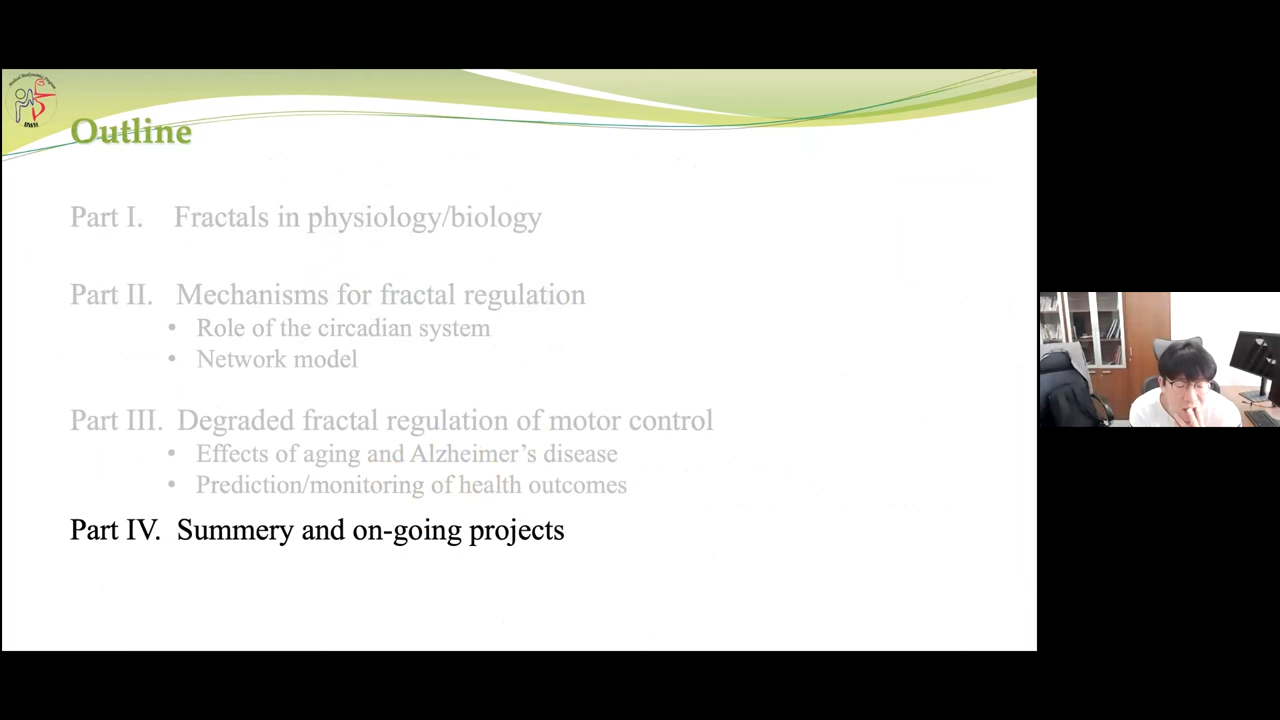 BWH
Outline
Part I. Fractals in physiology/biology
Part II. Mechanisms for fractal regulation
• Role of the circadian system
• Network model
Part III. Degraded fractal regulation of motor control
• Effects of aging and Alzheimer's disease
• Prediction/monitoring of health outcomes
Part IV. Summery and on-going projects